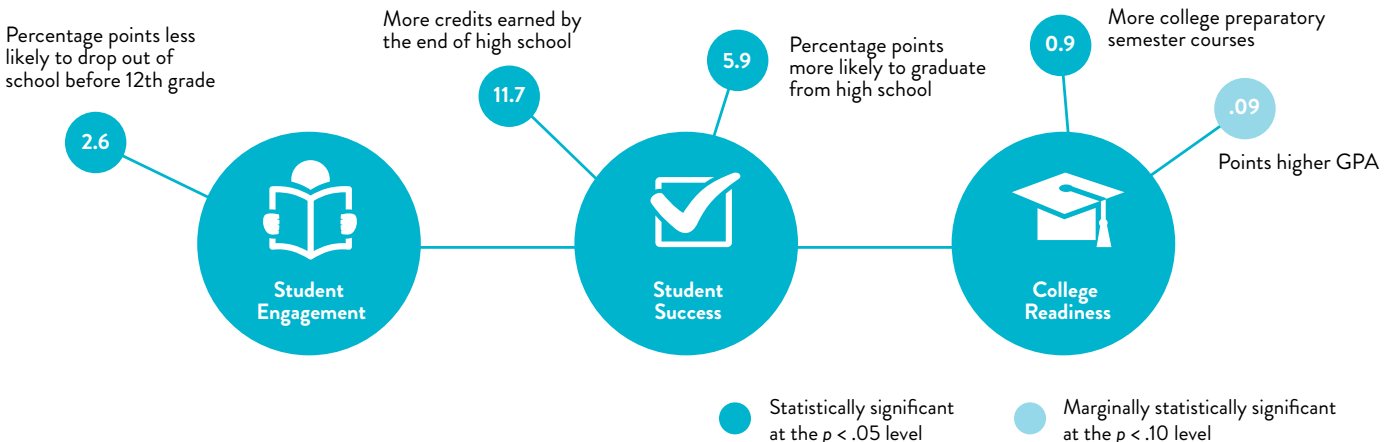 Percentage points less
likely to drop out of
school before 12th grade
2.6
Student
Engagement
More credits earned by
the end of high school
11.7
5.9
Percentage points
more likely to graduate
from high school
Student
Success
0.9
More college preparatory
semester courses
.09
Points higher GPA
College
Readiness
Statistically significant
at the p < .05 level
Marginally statistically significant
at the p < .10 level